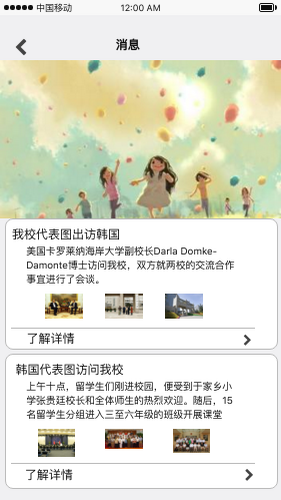 中国移动 12:00 AM
消息
我校代表图出访韩国
美国卡罗莱纳海岸大学副校长Darla Domke-
Damonte博士访问我校，双方就两校的交流合作
事宜进行了会谈。
了解详情
韩国代表图访问我校
上午十点，留学生们刚进校园，便受到于家乡小
学张贵廷校长和全体师生的热烈欢迎。随后，15
名留学生分组进入三至六年级的班级开展课堂
了解详情